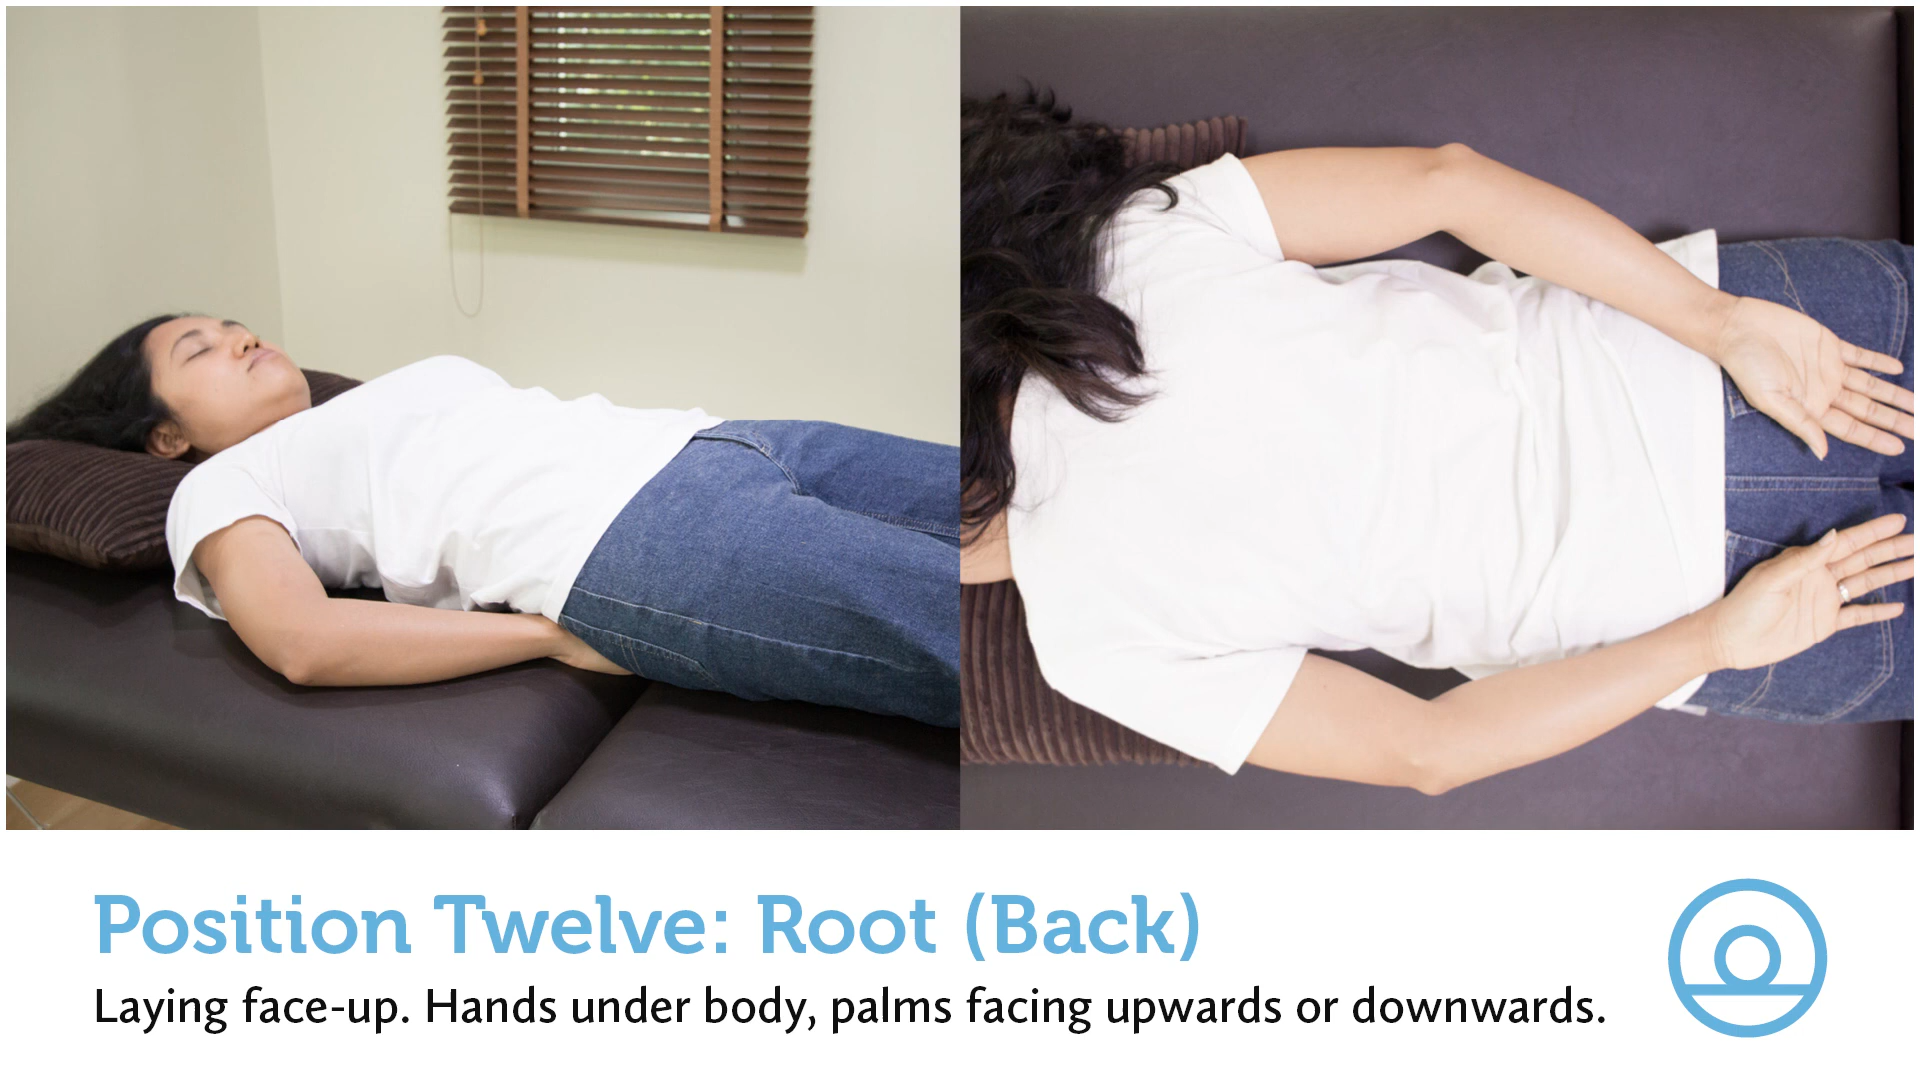 Position Twelve: Root (Back)
Laying face-up. Hands under body, palms facing upwards or downwards.